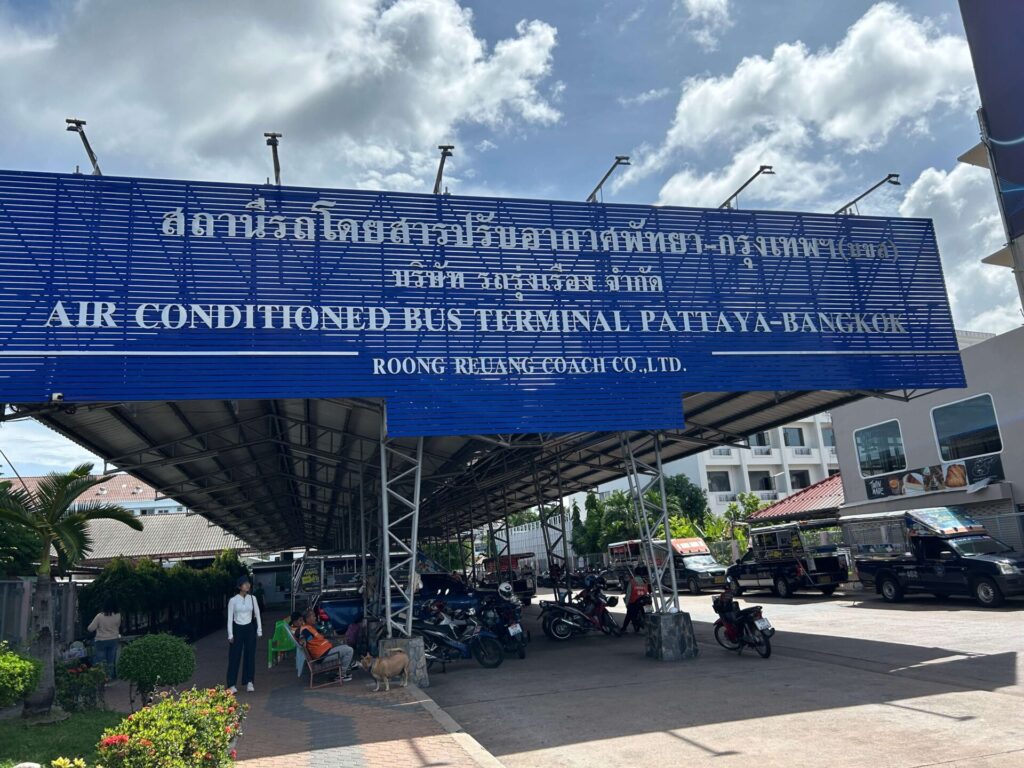 สถานีรถโดยสารปรับอากาศพัทยา-กรุงเทพฯ(บขส)
บริษัท รถรุ่งเรือง จำกัด
AIR CONDITIONED BUS TERMINAL PATTAYA-BANGKOK
ROONG REUANG COACH CO.,LTD.